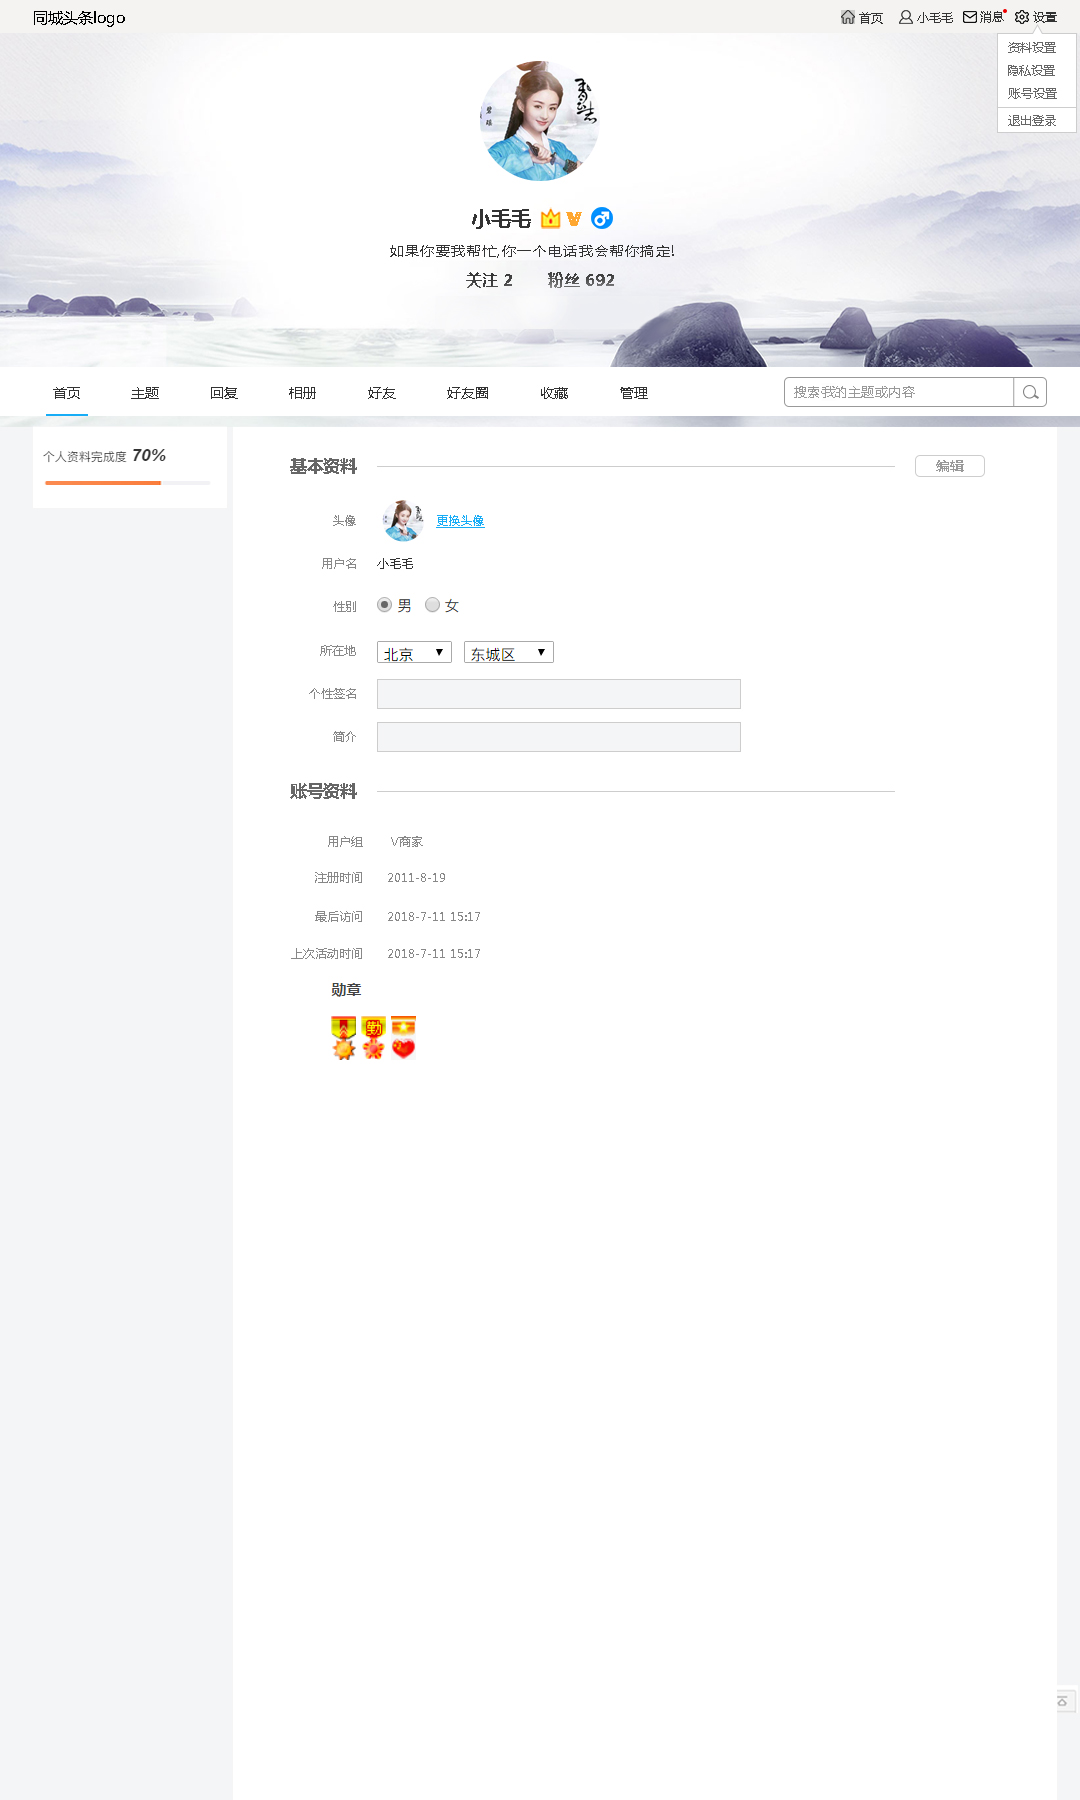 同城头条logo
首页 小毛毛 消息 设置
资料设置
隐私设置
账号设置
退出登录
青云志
碧瑶
小毛毛
如果你要我帮忙,你一个电话我会帮你搞定!
关注 2 粉丝 692
首页 主题 回复 相册 好友 好友圈 收藏 管理 搜索我的主题或内容
个人资料完成度 70%
基本资料 编辑
头像 更换头像
用户名 小毛毛
性别 男 女
所在地 北京 东城区
个性签名
简介
账号资料
用户组 V商家
注册时间 2011-8-19
最后访问 2018-7-11 15:17
上次活动时间 2018-7-11 15:17
勋章
勤